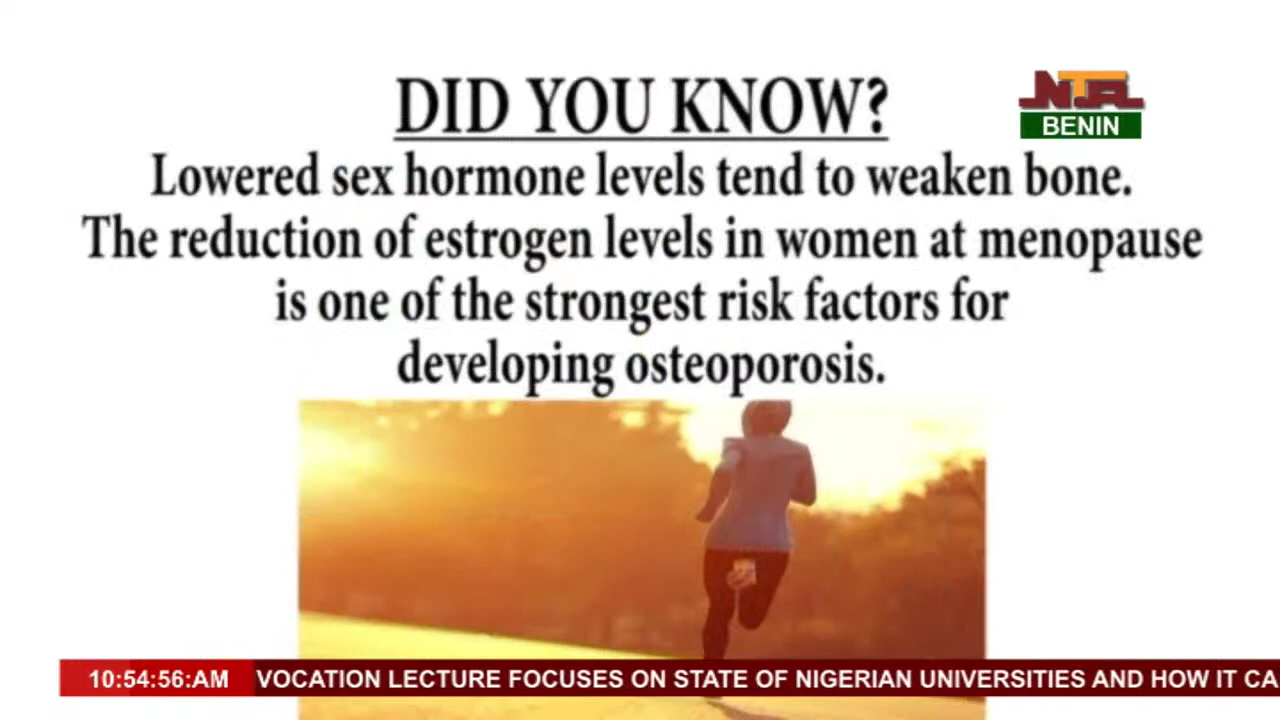 DID YOU KNOW?
NTA
BENIN
Lowered sex hormone levels tend to weaken bone.
The reduction of estrogen levels in women at menopause
is one of the strongest risk factors for
developing osteoporosis.
10:54:56:AM VOCATION LECTURE FOCUSES ON STATE OF NIGERIAN UNIVERSITIES AND HOW IT CA